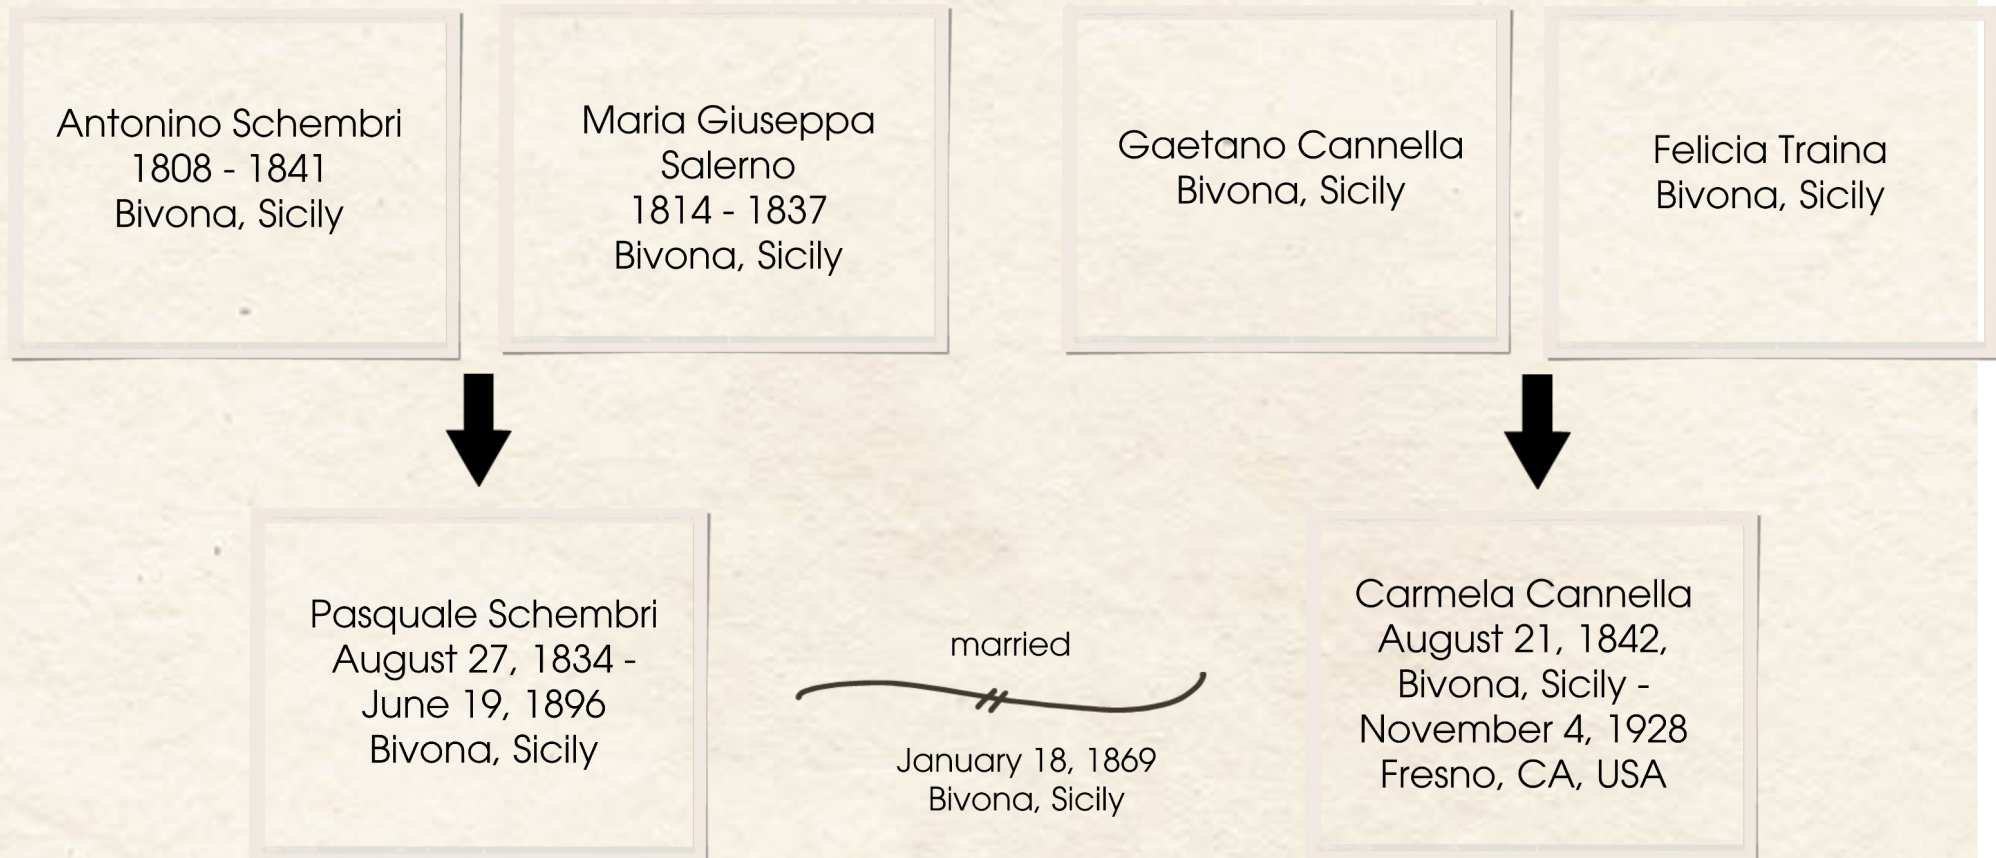 Antonino Schembri
1808 - 1841
Bivona, Sicily
Maria Giuseppa
Salerno
1814 - 1837
Bivona, Sicily
Gaetano Cannella
Bivona, Sicily
Felicia Traina
Bivona, Sicily
Pasquale Schembri
August 27, 1834 -
June 19, 1896
Bivona, Sicily
married
January 18, 1869
Bivona, Sicily
Carmela Cannella
August 21, 1842,
Bivona, Sicily -
November 4, 1928
Fresno, CA, USA